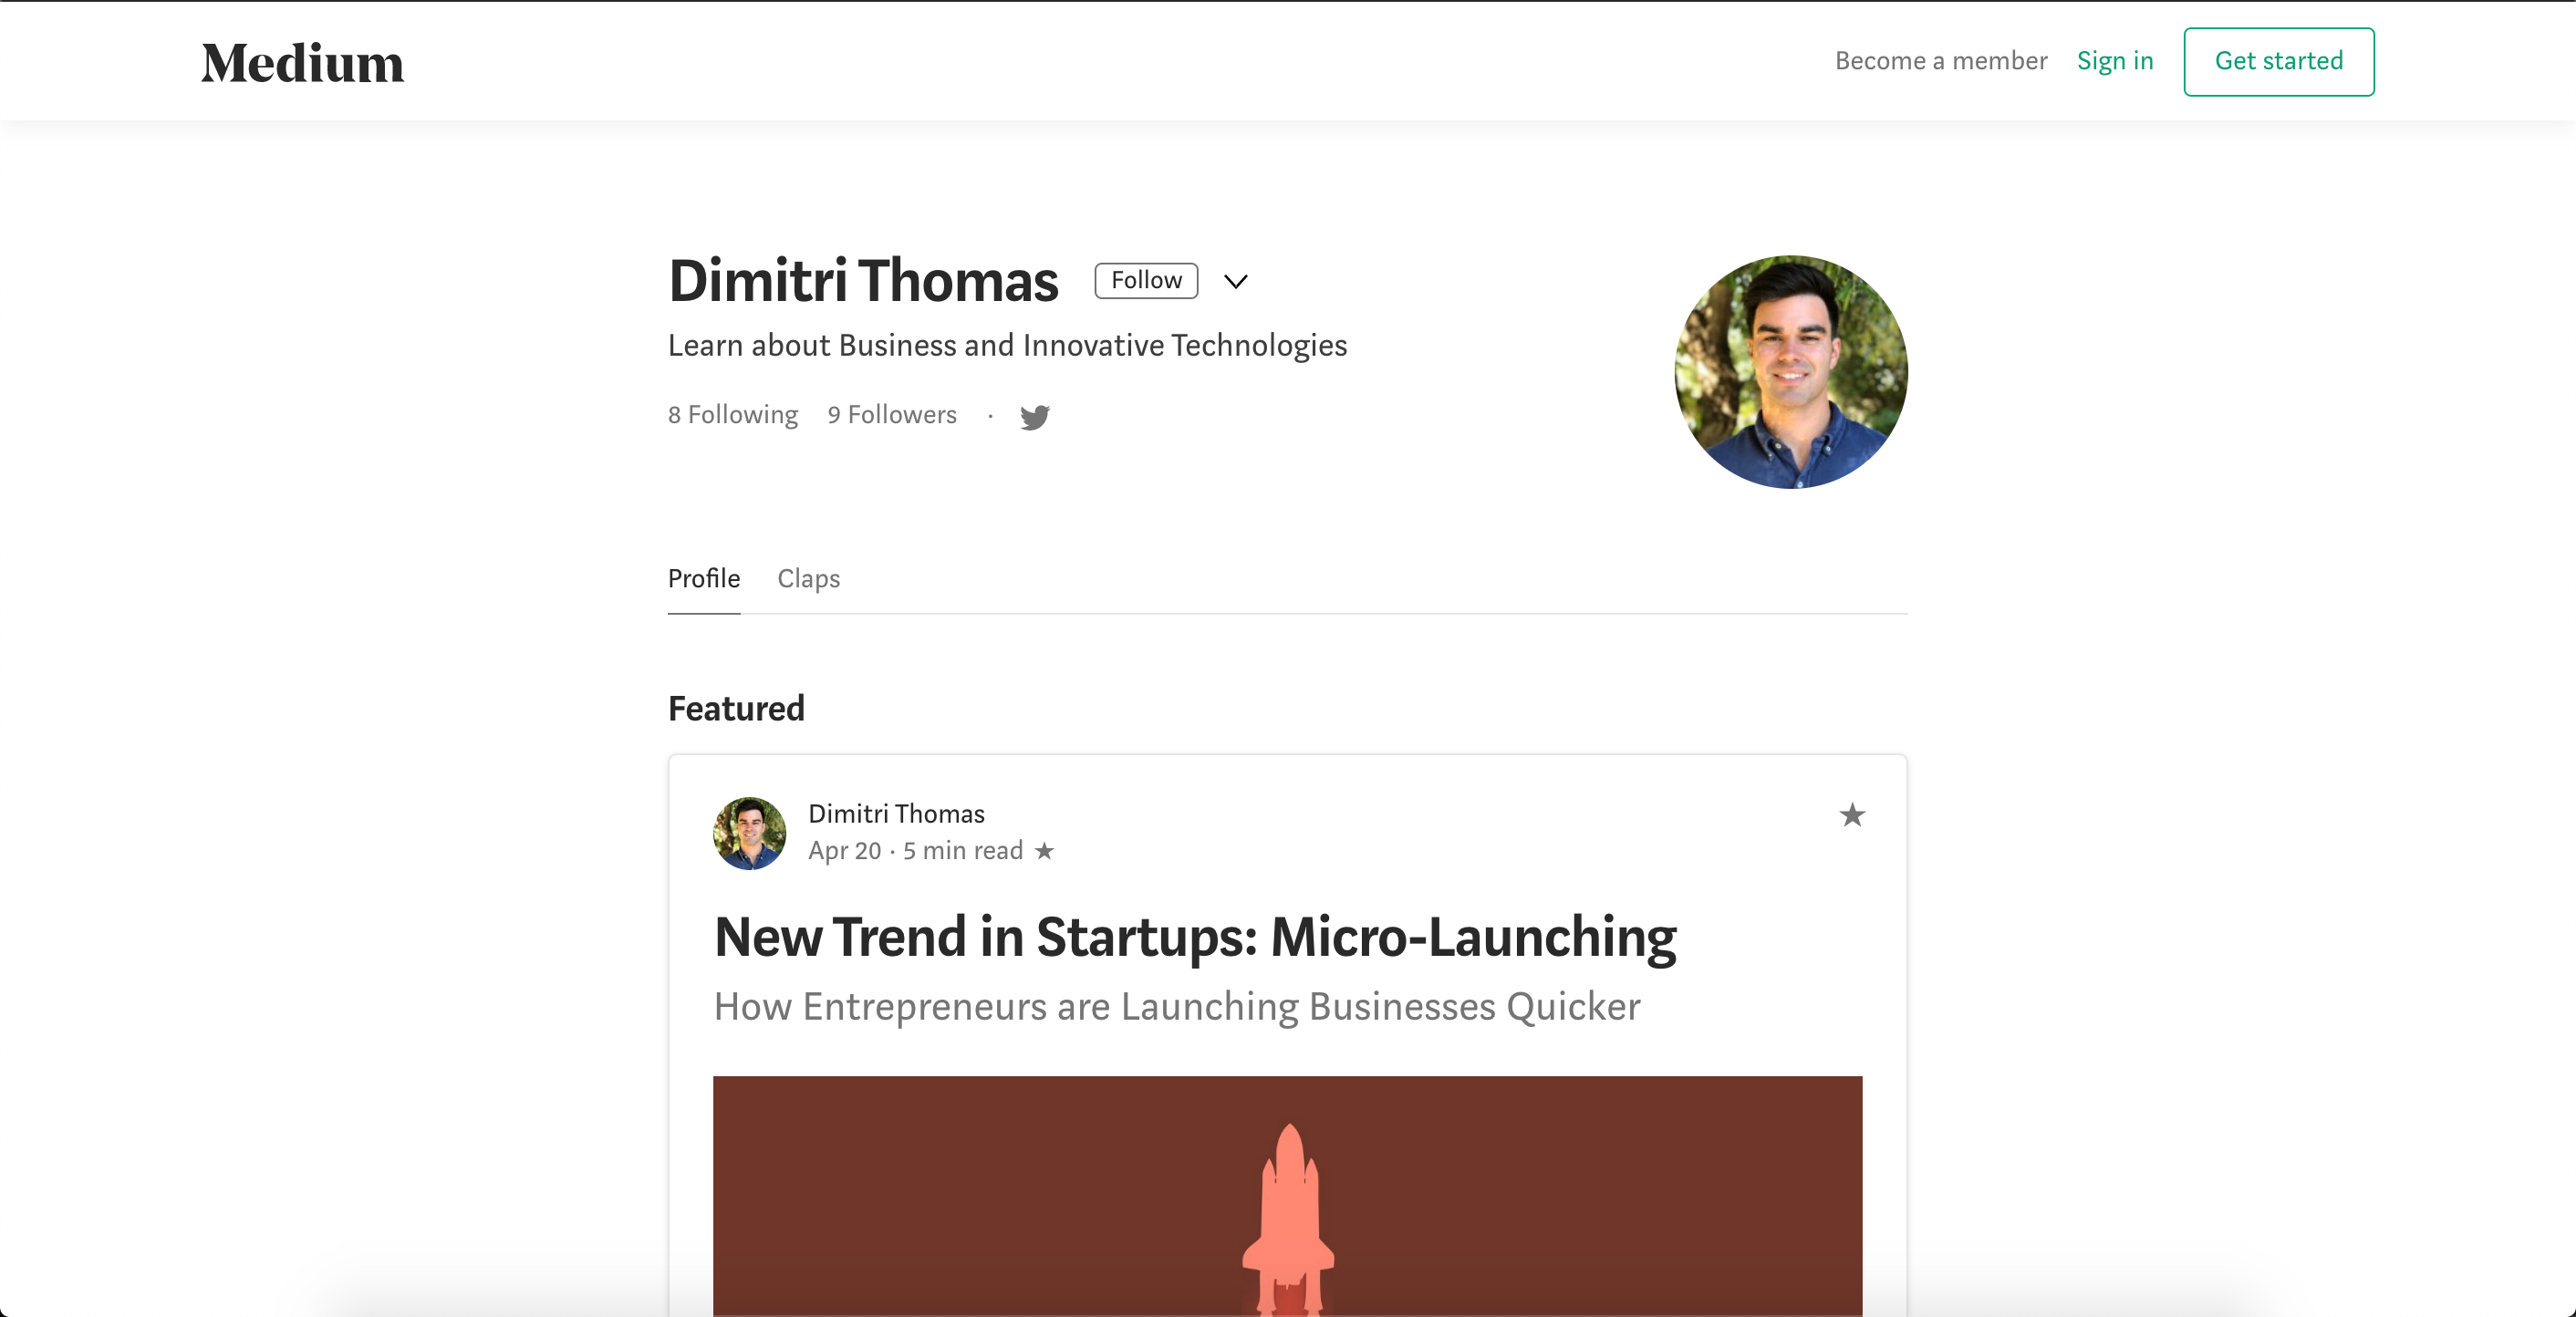 Medium
Become a member Sign in Get started
Dimitri Thomas Follow
Learn about Business and Innovative Technologies
8 Following 9 Followers ·
Profile Claps
Featured
Dimitri Thomas
Apr 20 · 5 min read ★
New Trend in Startups: Micro-Launching
How Entrepreneurs are Launching Businesses Quicker